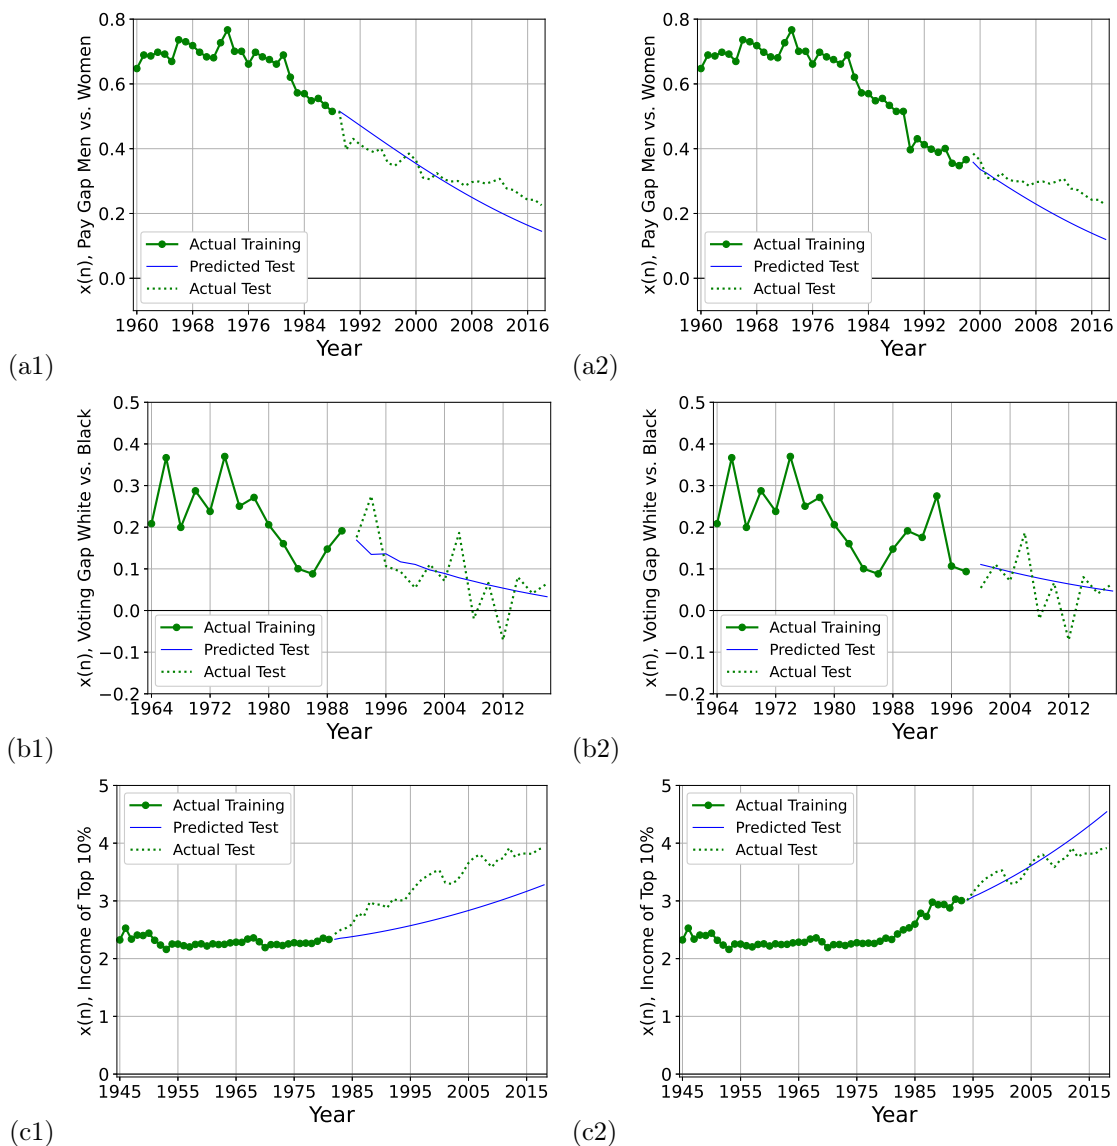 x(n), Pay Gap Men vs. Women
0.8
0.6
0.4
0.2
0.0
Actual Training
Predicted Test
Actual Test
1960 1968 1976 1984 1992 2000 2008 2016
Year
(a1)
x(n), Pay Gap Men vs. Women
0.8
0.6
0.4
0.2
0.0
Actual Training
Predicted Test
Actual Test
1960 1968 1976 1984 1992 2000 2008 2016
Year
(a2)
x(n), Voting Gap White vs. Black
0.5
0.4
0.3
0.2
0.1
0.0
−0.1
−0.2
Actual Training
Predicted Test
Actual Test
1964 1972 1980 1988 1996 2004 2012
Year
(b1)
x(n), Voting Gap White vs. Black
0.5
0.4
0.3
0.2
0.1
0.0
−0.1
−0.2
Actual Training
Predicted Test
Actual Test
1964 1972 1980 1988 1996 2004 2012
Year
(b2)
x(n), Income of Top 10%
5
4
3
2
1
0
Actual Training
Predicted Test
Actual Test
1945 1955 1965 1975 1985 1995 2005 2015
Year
(c1)
x(n), Income of Top 10%
5
4
3
2
1
0
Actual Training
Predicted Test
Actual Test
1945 1955 1965 1975 1985 1995 2005 2015
Year
(c2)